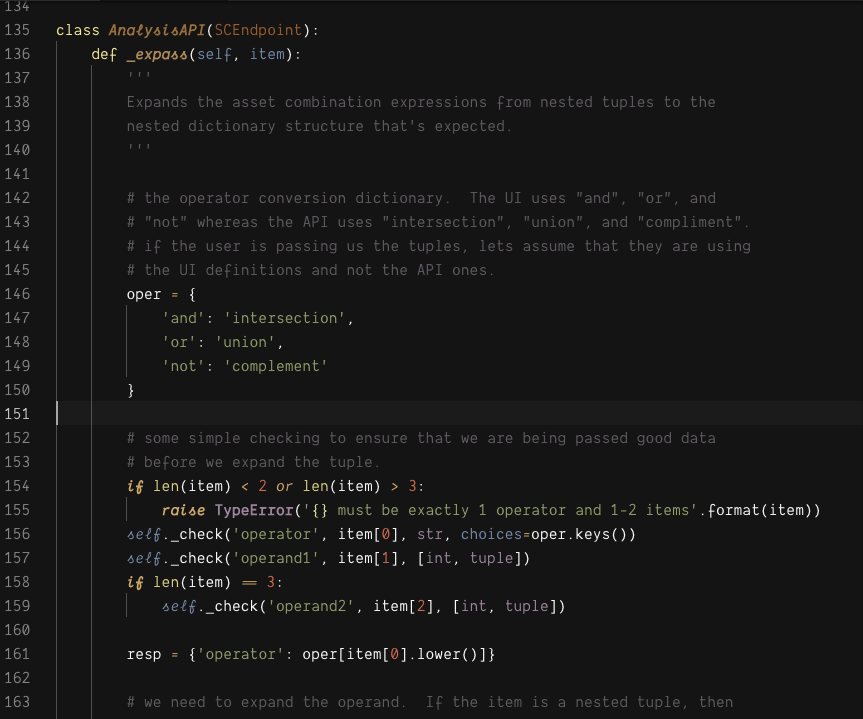 134
135 class AnalysisAPI(SCEndpoint):
136     def _expass(self, item):
137         '''
138         Expands the asset combination expressions from nested tuples to the
139         nested dictionary structure that's expected.
140         '''
141
142         # the operator conversion dictionary.  The UI uses "and", "or", and
143         # "not" whereas the API uses "intersection", "union", and "compliment".
144         # if the user is passing us the tuples, lets assume that they are using
145         # the UI definitions and not the API ones.
146         oper = {
147             'and': 'intersection',
148             'or': 'union',
149             'not': 'complement'
150         }
151
152         # some simple checking to ensure that we are being passed good data
153         # before we expand the tuple.
154         if len(item) < 2 or len(item) > 3:
155             raise TypeError('{} must be exactly 1 operator and 1-2 items'.format(item))
156         self._check('operator', item[0], str, choices=oper.keys())
157         self._check('operand1', item[1], [int, tuple])
158         if len(item) == 3:
159             self._check('operand2', item[2], [int, tuple])
160
161         resp = {'operator': oper[item[0].lower()]}
162
163         # we need to expand the operand.  If the item is a nested tuple, then